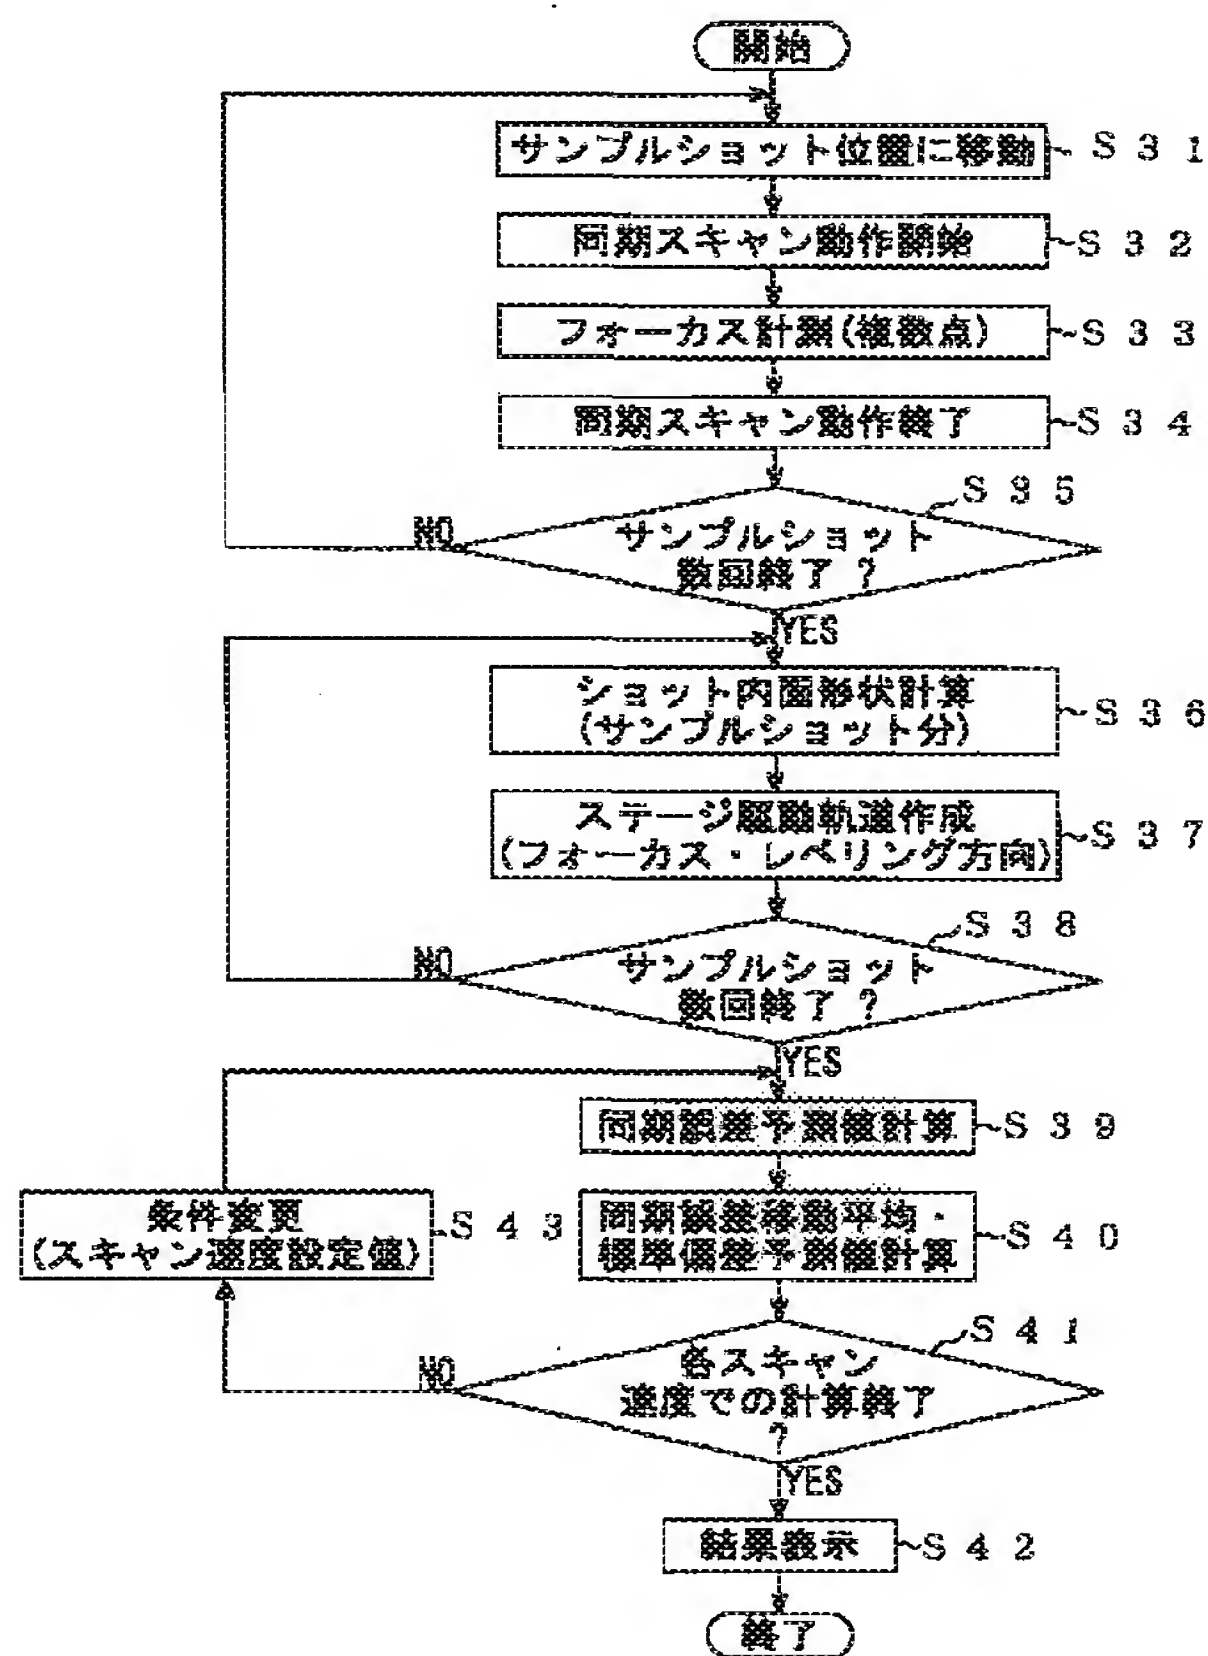 開始
サンプルショット位置に移動
S31
同期スキャン動作開始
S32
フォーカス計測(複数点)
S33
同期スキャン動作終了
S34
S35
NO
サンプルショット
数回終了?
YES
ショット内面形状計算
(サンプルショット分)
S36
ステージ駆動軌道作成
(フォーカス・レベリング方向)
S37
S38
NO
サンプルショット
数回終了?
YES
同期誤差予測値計算
S39
条件変更
(スキャン速度設定値)
S43
同期誤差移動平均・
標準偏差予測値計算
S40
S41
NO
各スキャン
速度での計算終了
?
YES
結果表示
S42
終了